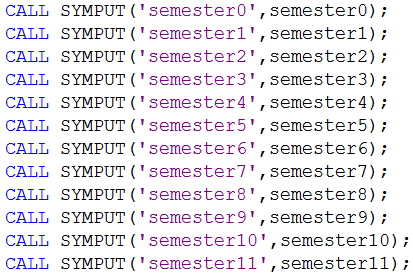 CALL SYMPUT('semester0',semester0);
CALL SYMPUT('semester1',semester1);
CALL SYMPUT('semester2',semester2);
CALL SYMPUT('semester3',semester3);
CALL SYMPUT('semester4',semester4);
CALL SYMPUT('semester5',semester5);
CALL SYMPUT('semester6',semester6);
CALL SYMPUT('semester7',semester7);
CALL SYMPUT('semester8',semester8);
CALL SYMPUT('semester9',semester9);
CALL SYMPUT('semester10',semester10);
CALL SYMPUT('semester11',semester11);